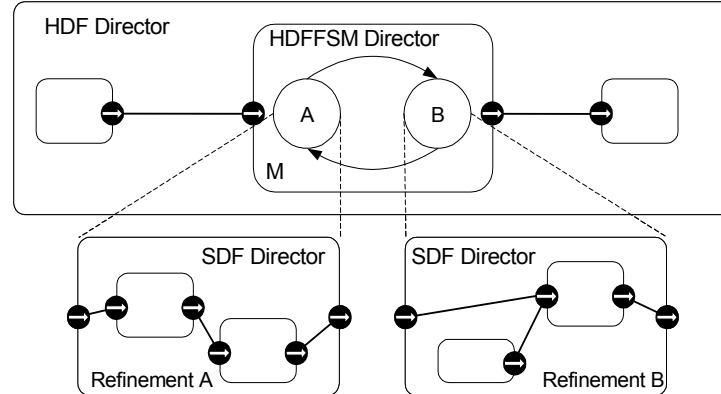 HDF Director
HDFFSM Director
A
B
M
SDF Director
SDF Director
Refinement A
Refinement B